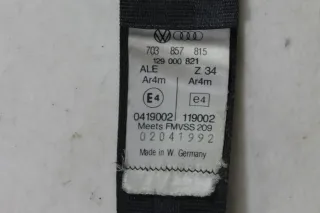 703 857 815
129 000 821
ALE Z 34
Ar4m Ar4m
E4 e4
0419002 119002
Meets FMVSS 209
02041992
Made in W. Germany